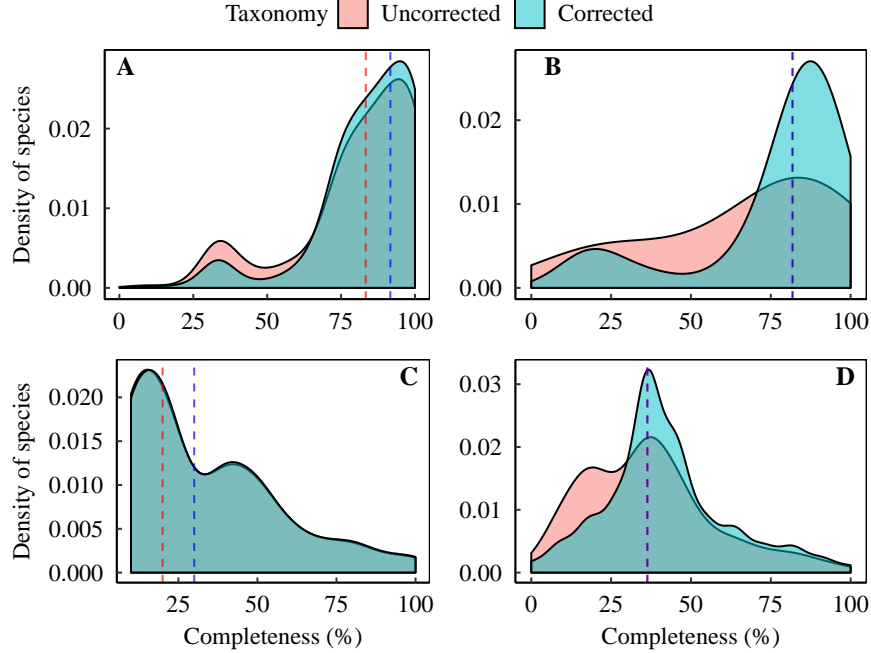 Taxonomy Uncorrected Corrected
A
B
Density of species
0.02
0.01
0.00
0 25 50 75 100
0.02
0.01
0.00
0 25 50 75 100
C
D
Density of species
0.020
0.015
0.010
0.005
0.000
25 50 75 100
Completeness (%)
0.03
0.02
0.01
0.00
0 25 50 75 100
Completeness (%)